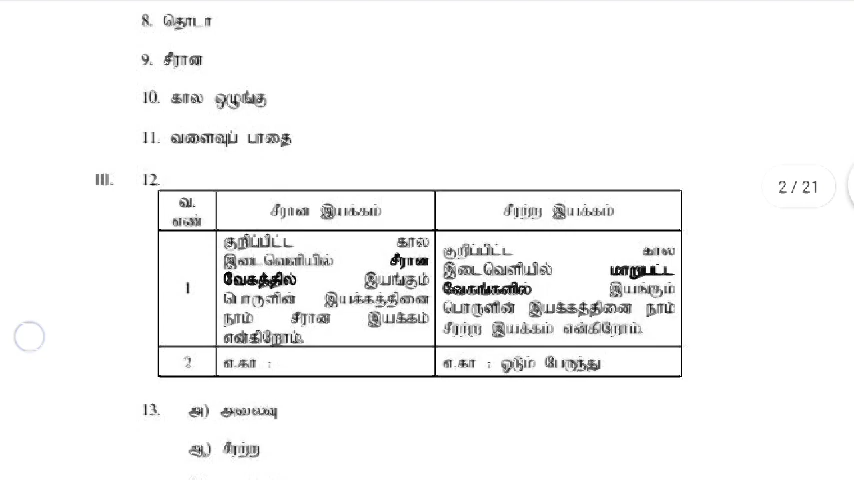 8. தொடா
9. சீரான
10. கால ஒழுங்கு
11. வளைவுப் பாதை
III. 12.
வ. எண்
சீரான இயக்கம்
சீரற்ற இயக்கம்
1
குறிப்பிட்ட கால
இடைவெளியில் சீரான
வேகத்தில் இயங்கும்
பொருளின் இயக்கத்தினை
நாம் சீரான இயக்கம்
என்கிறோம்.
குறிப்பிட்ட கால
இடைவெளியில் மாறுபட்ட
வேகங்களில் இயங்கும்
பொருளின் இயக்கத்தினை நாம்
சீரற்ற இயக்கம் என்கிறோம்.
2
எ.கா :
எ.கா : ஓடும் பேருந்து
13. அ) அலைவு
ஆ) சீரற்ற
2 / 21